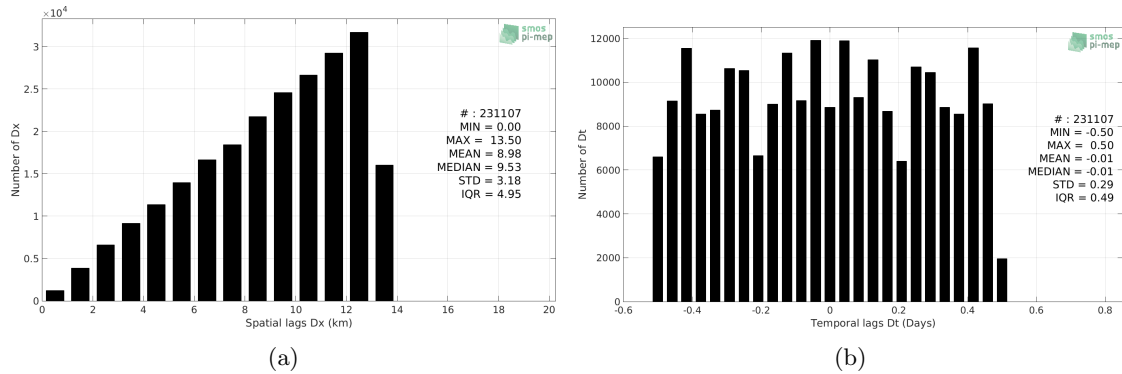 ×10⁴
3
2.5
2
1.5
1
0.5
0
Number of Dx
smos
pi-mep
# : 231107
MIN = 0.00
MAX = 13.50
MEAN = 8.98
MEDIAN = 9.53
STD = 3.18
IQR = 4.95
0 2 4 6 8 10 12 14 16 18 20
Spatial lags Dx (km)
(a)
12000
10000
8000
6000
4000
2000
0
Number of Dt
smos
pi-mep
# : 231107
MIN = -0.50
MAX = 0.50
MEAN = -0.01
MEDIAN = -0.01
STD = 0.29
IQR = 0.49
-0.6 -0.4 -0.2 0 0.2 0.4 0.6 0.8
Temporal lags Dt (Days)
(b)